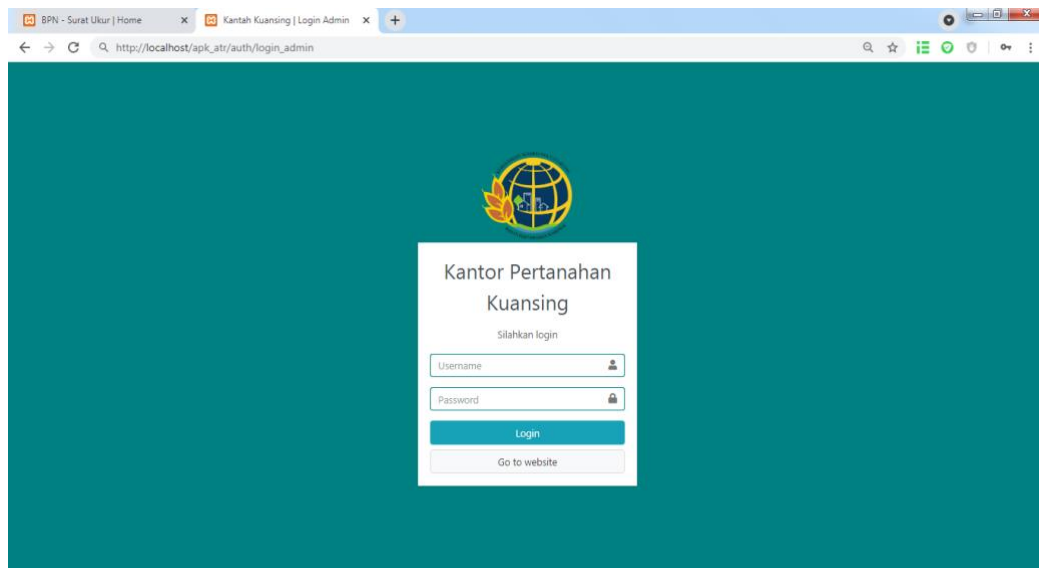 BPN - Surat Ukur | Home
Kantah Kuansing | Login Admin
http://localhost/apk_atr/auth/login_admin
Kantor Pertanahan
Kuansing
Silahkan login
Username
Password
Login
Go to website